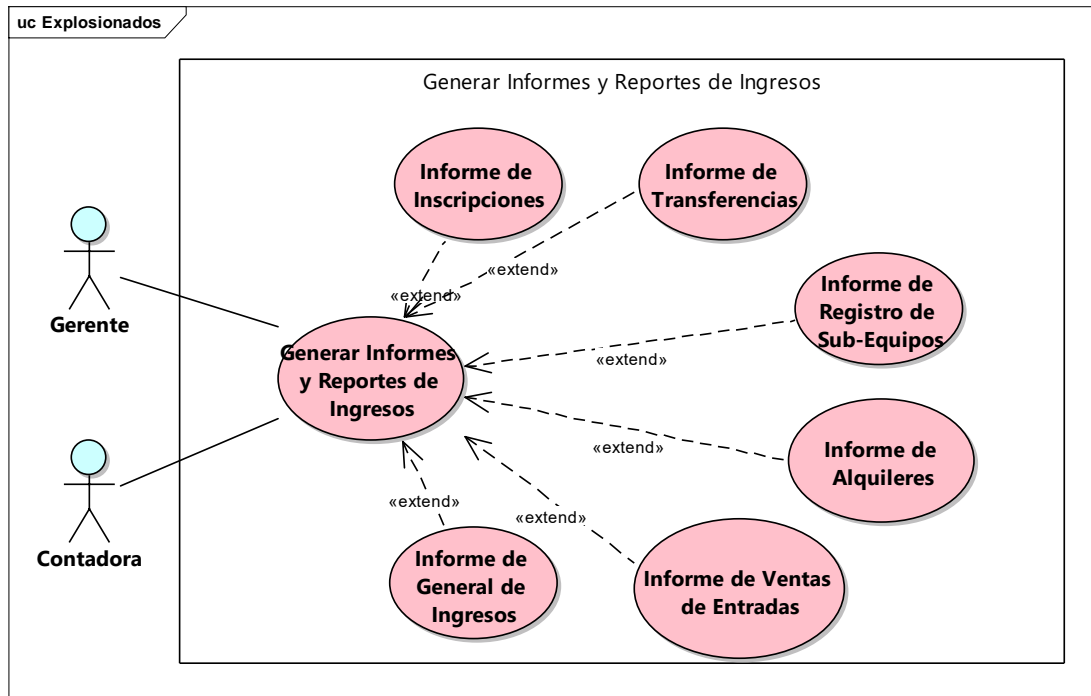 uc Explosionados
Generar Informes y Reportes de Ingresos
Informe de
Inscripciones
Informe de
Transferencias
«extend»
«extend»
Gerente
Informe de
Registro de
Sub-Equipos
«extend»
Generar Informes
y Reportes de
Ingresos
Informe de
Alquileres
«extend»
Contadora
«extend»
«extend»
Informe de
General de
Ingresos
Informe de Ventas
de Entradas